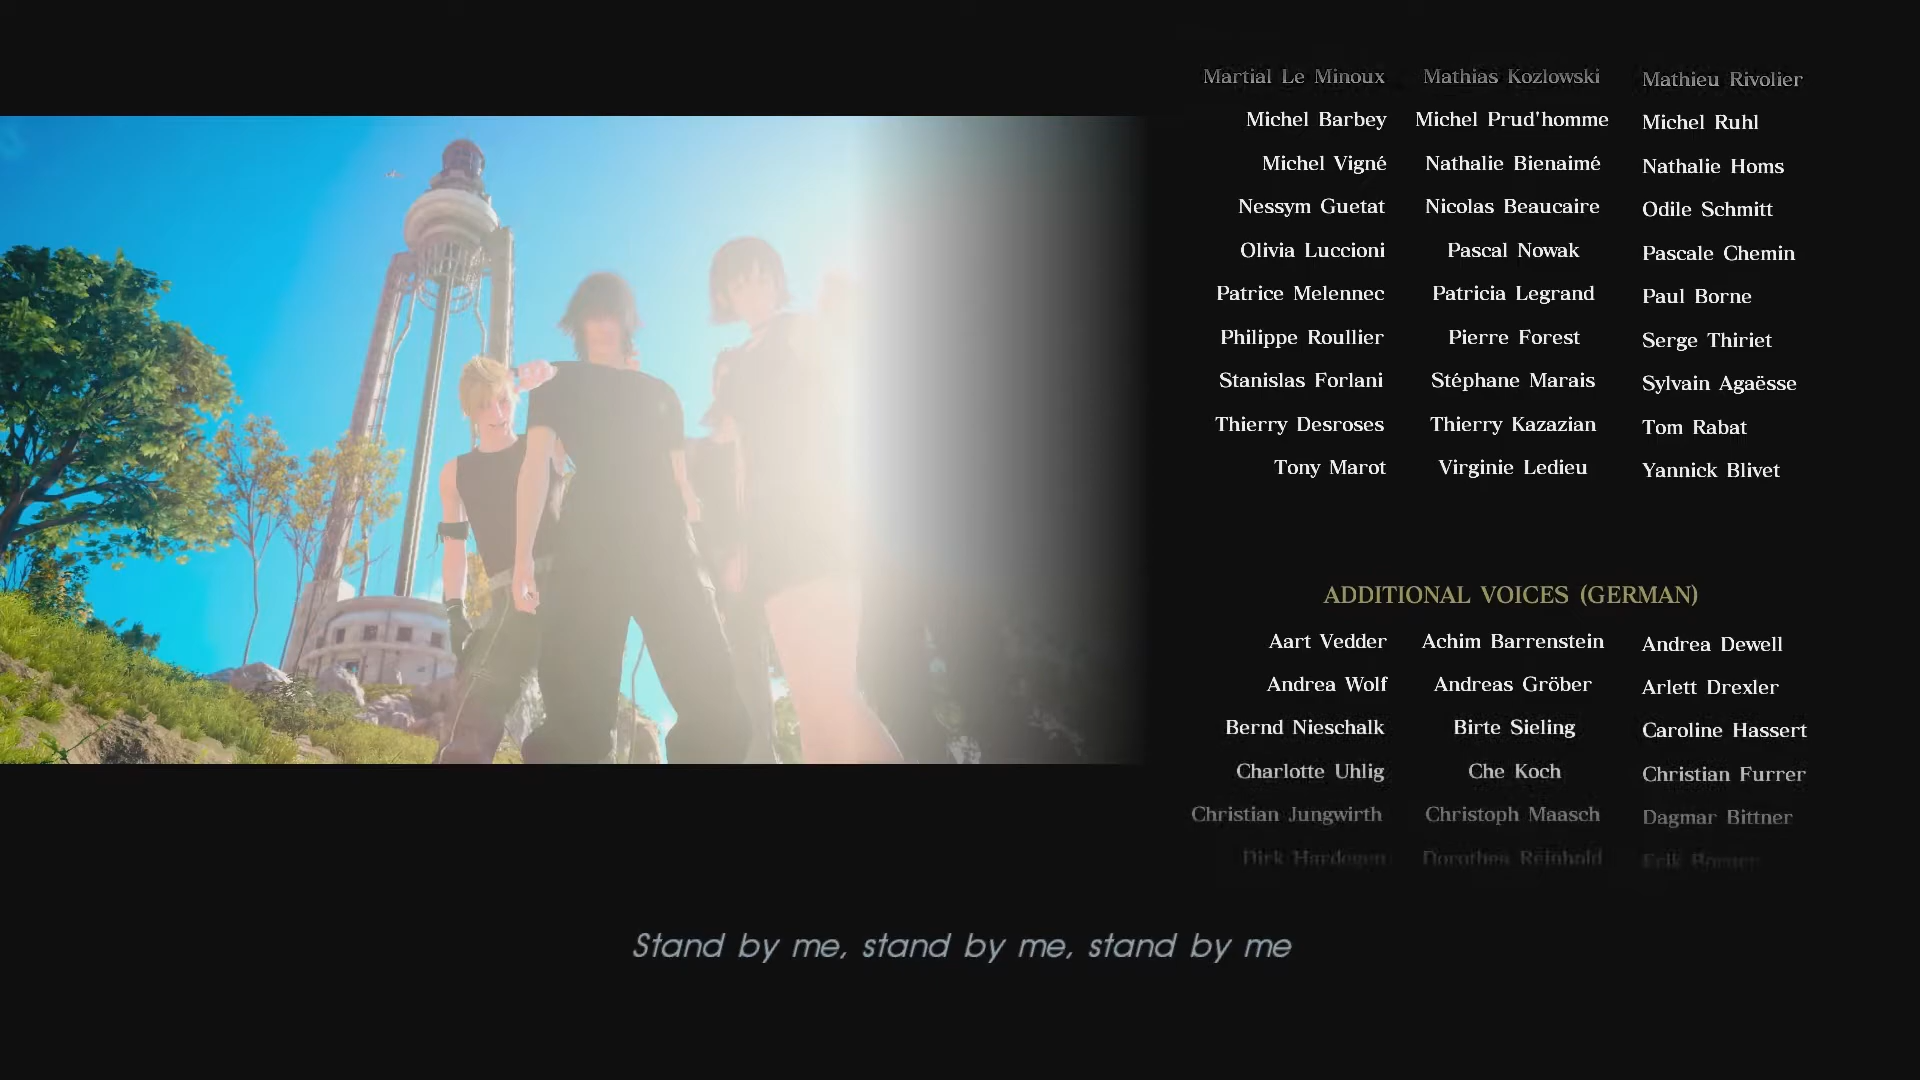 Martial Le Minoux Mathias Kozlowski Mathieu Rivolier
Michel Barbey Michel Prud'homme Michel Ruhl
Michel Vigné Nathalie Bienaimé Nathalie Homs
Nessym Guetat Nicolas Beaucaire Odile Schmitt
Olivia Luccioni Pascal Nowak Pascale Chemin
Patrice Melennec Patricia Legrand Paul Borne
Philippe Roullier Pierre Forest Serge Thiriet
Stanislas Forlani Stéphane Marais Sylvain Agaësse
Thierry Desroses Thierry Kazazian Tom Rabat
Tony Marot Virginie Ledieu Yannick Blivet
ADDITIONAL VOICES (GERMAN)
Aart Vedder Achim Barrenstein Andrea Dewell
Andrea Wolf Andreas Gröber Arlett Drexler
Bernd Nieschalk Birte Sieling Caroline Hassert
Charlotte Uhlig Che Koch Christian Furrer
Christian Jungwirth Christoph Maasch Dagmar Bittner
Dirk Hardegen Dorothea Reinhold Erik
Stand by me, stand by me, stand by me